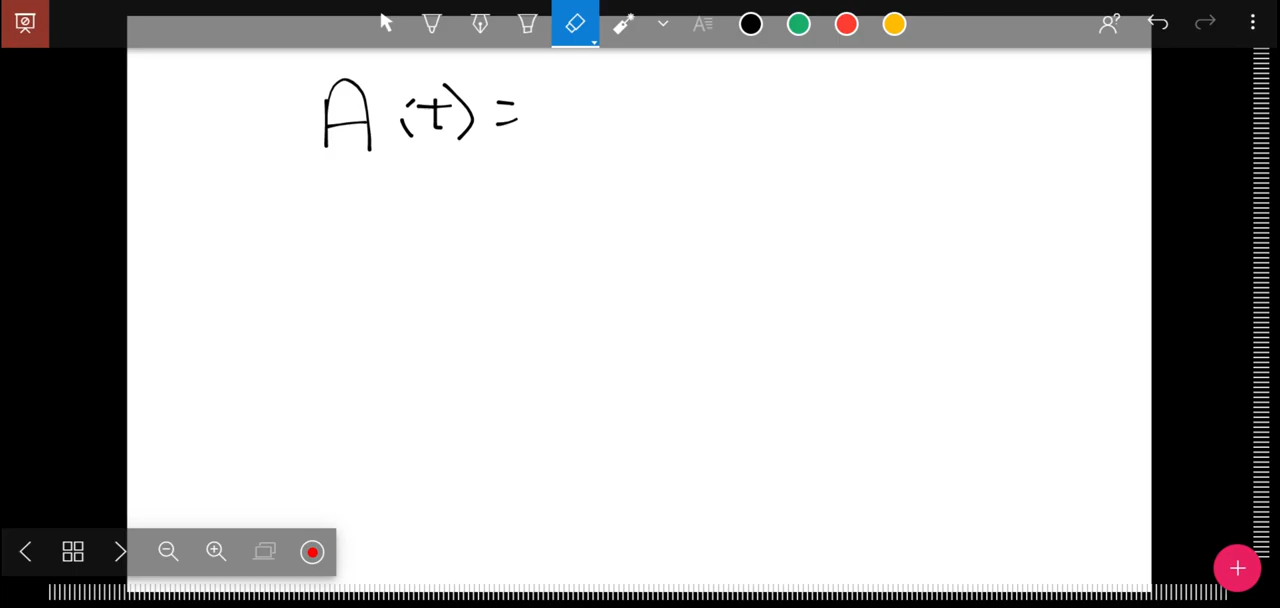 A (t) =